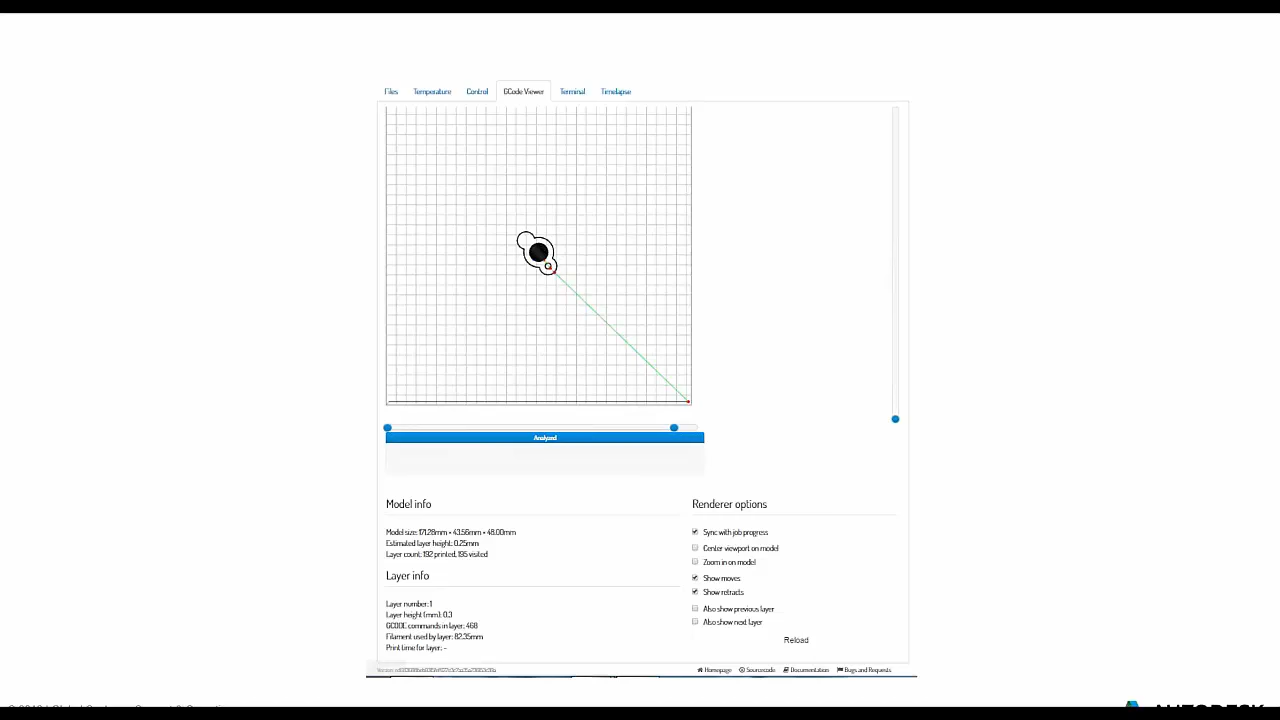 Files Temperature Control GCode Viewer Terminal Timelapse
Analyzed
Model info
Model size: 171.28mm × 43.56mm × 48.00mm
Estimated layer height: 0.25mm
Layer count: 192 printed, 195 visited
Layer info
Layer number: 1
Layer height (mm): 0.3
GCODE commands in layer: 468
Filament used by layer: 82.35mm
Print time for layer: -
Renderer options
Sync with job progress
Center viewport on model
Zoom in on model
Show moves
Show retracts
Also show previous layer
Also show next layer
Reload
Version:
Homepage Sourcecode Documentation Bugs and Requests
AUTODESK